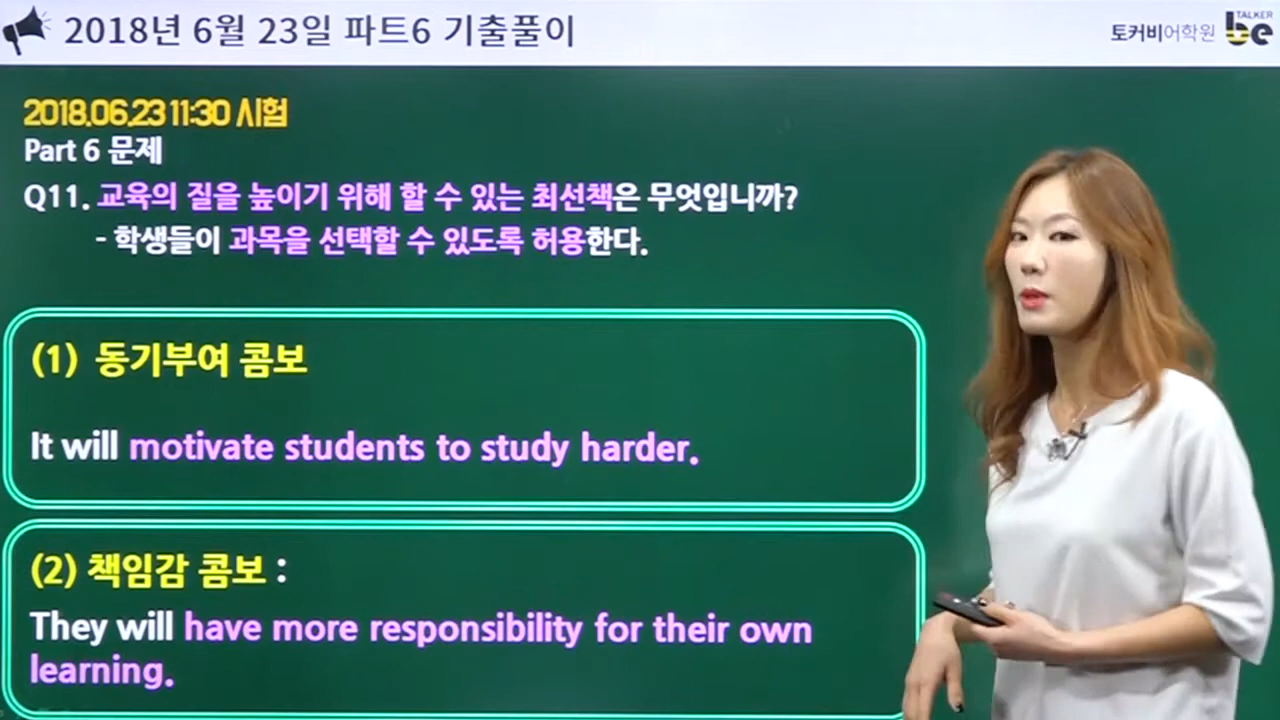 2018년 6월 23일 파트6 기출풀이
토커비어학원
TALKER
be
2018.06.23 11:30 시험
Part 6 문제
Q11. 교육의 질을 높이기 위해 할 수 있는 최선책은 무엇입니까?
- 학생들이 과목을 선택할 수 있도록 허용한다.
(1) 동기부여 콤보
It will motivate students to study harder.
(2) 책임감 콤보 :
They will have more responsibility for their own
learning.